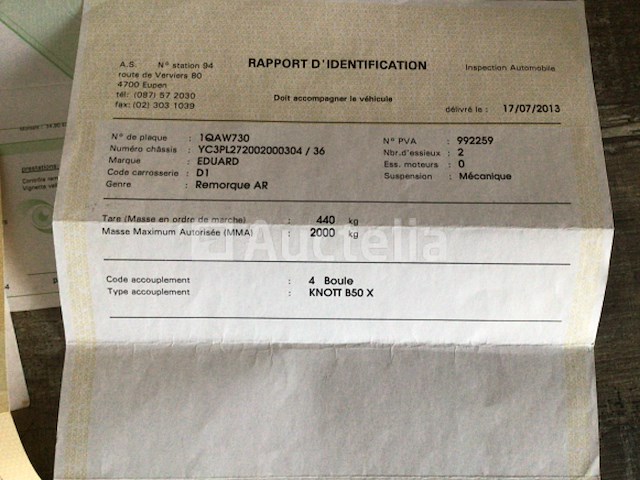 A.S. N° station 94
route de Verviers 80
4700 Eupen
tél: (087) 57 2030
fax: (02) 303 1039
RAPPORT D'IDENTIFICATION
Doit accompagner le véhicule
Inspection Automobile
délivré le : 17/07/2013
N° de plaque : 1QAW730
Numéro châssis : YC3PL272002000304 / 36
Marque : EDUARD
Code carrosserie : D1
Genre : Remorque AR
N° PVA : 992259
Nbr.d'essieux : 2
Ess. moteurs : 0
Suspension : Mécanique
Tare (Masse en ordre de marche) : 440 kg
Masse Maximum Autorisée (MMA) : 2000 kg
Auctelia
Code accouplement : 4 Boule
Type accouplement : KNOTT B50 X
prestations